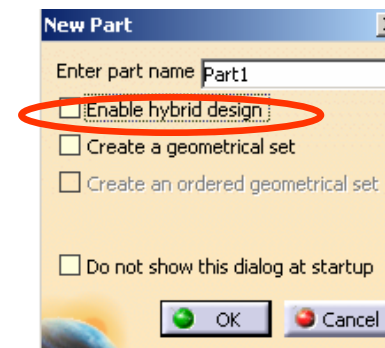 New Part
Enter part name Part1
Enable hybrid design
Create a geometrical set
Create an ordered geometrical set
Do not show this dialog at startup
OK Cancel